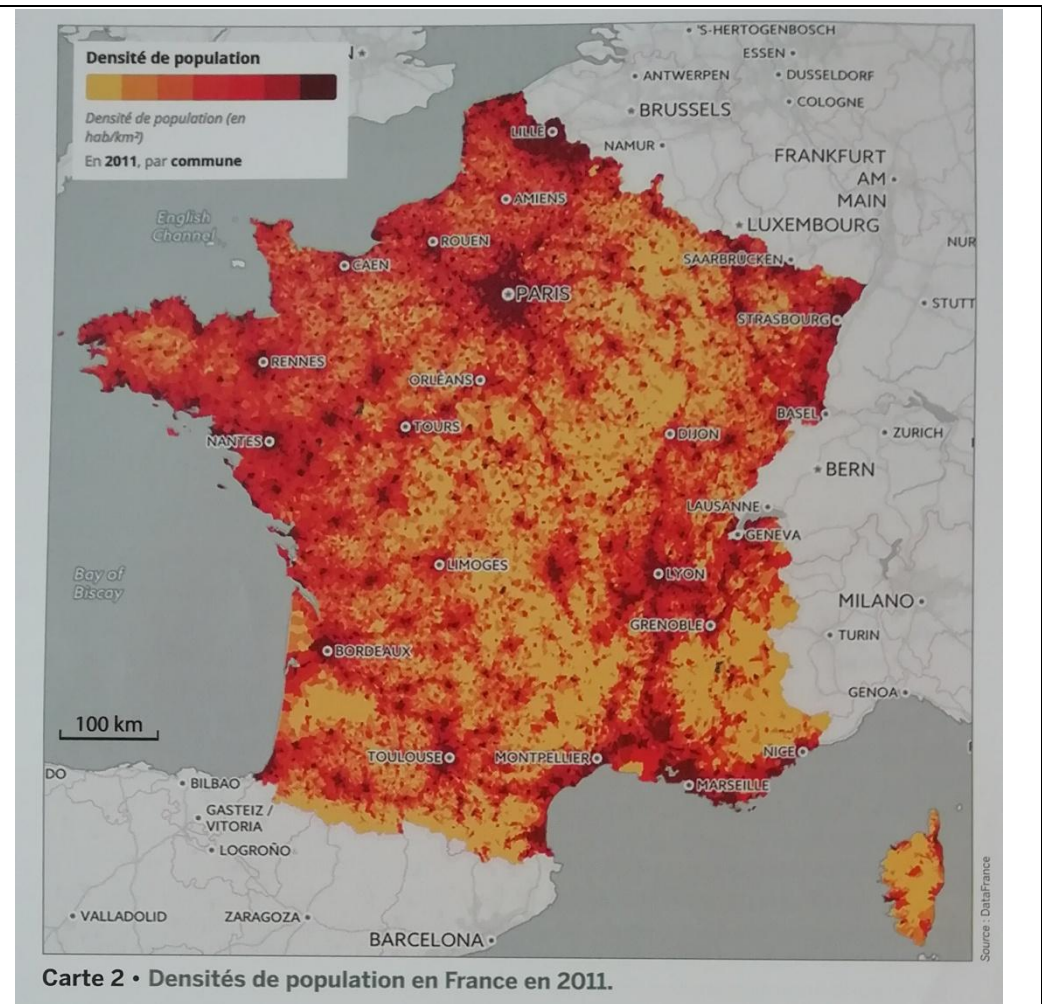 Densité de population
Densité de population (en
hab/km²)
En 2011, par commune
'S-HERTOGENBOSCH
ESSEN
ANTWERPEN
DUSSELDORF
BRUSSELS
COLOGNE
LILLE
NAMUR
FRANKFURT
AM
MAIN
AMIENS
English
Channel
LUXEMBOURG
ROUEN
NUR
CAEN
SAARBRÜCKEN
PARIS
STUTT
STRASBOURG
RENNES
ORLÉANS
BASEL
TOURS
NANTES
DIJON
ZURICH
BERN
LAUSANNE
GENEVA
LIMOGES
Bay of
Biscay
LYON
MILANO
GRENOBLE
TURIN
BORDEAUX
GENOA
100 km
TOULOUSE
MONTPELLIER
NICE
DO
BILBAO
MARSEILLE
GASTEIZ /
VITORIA
LOGROÑO
VALLADOLID
ZARAGOZA
BARCELONA
Source : DataFrance
Carte 2 • Densités de population en France en 2011.